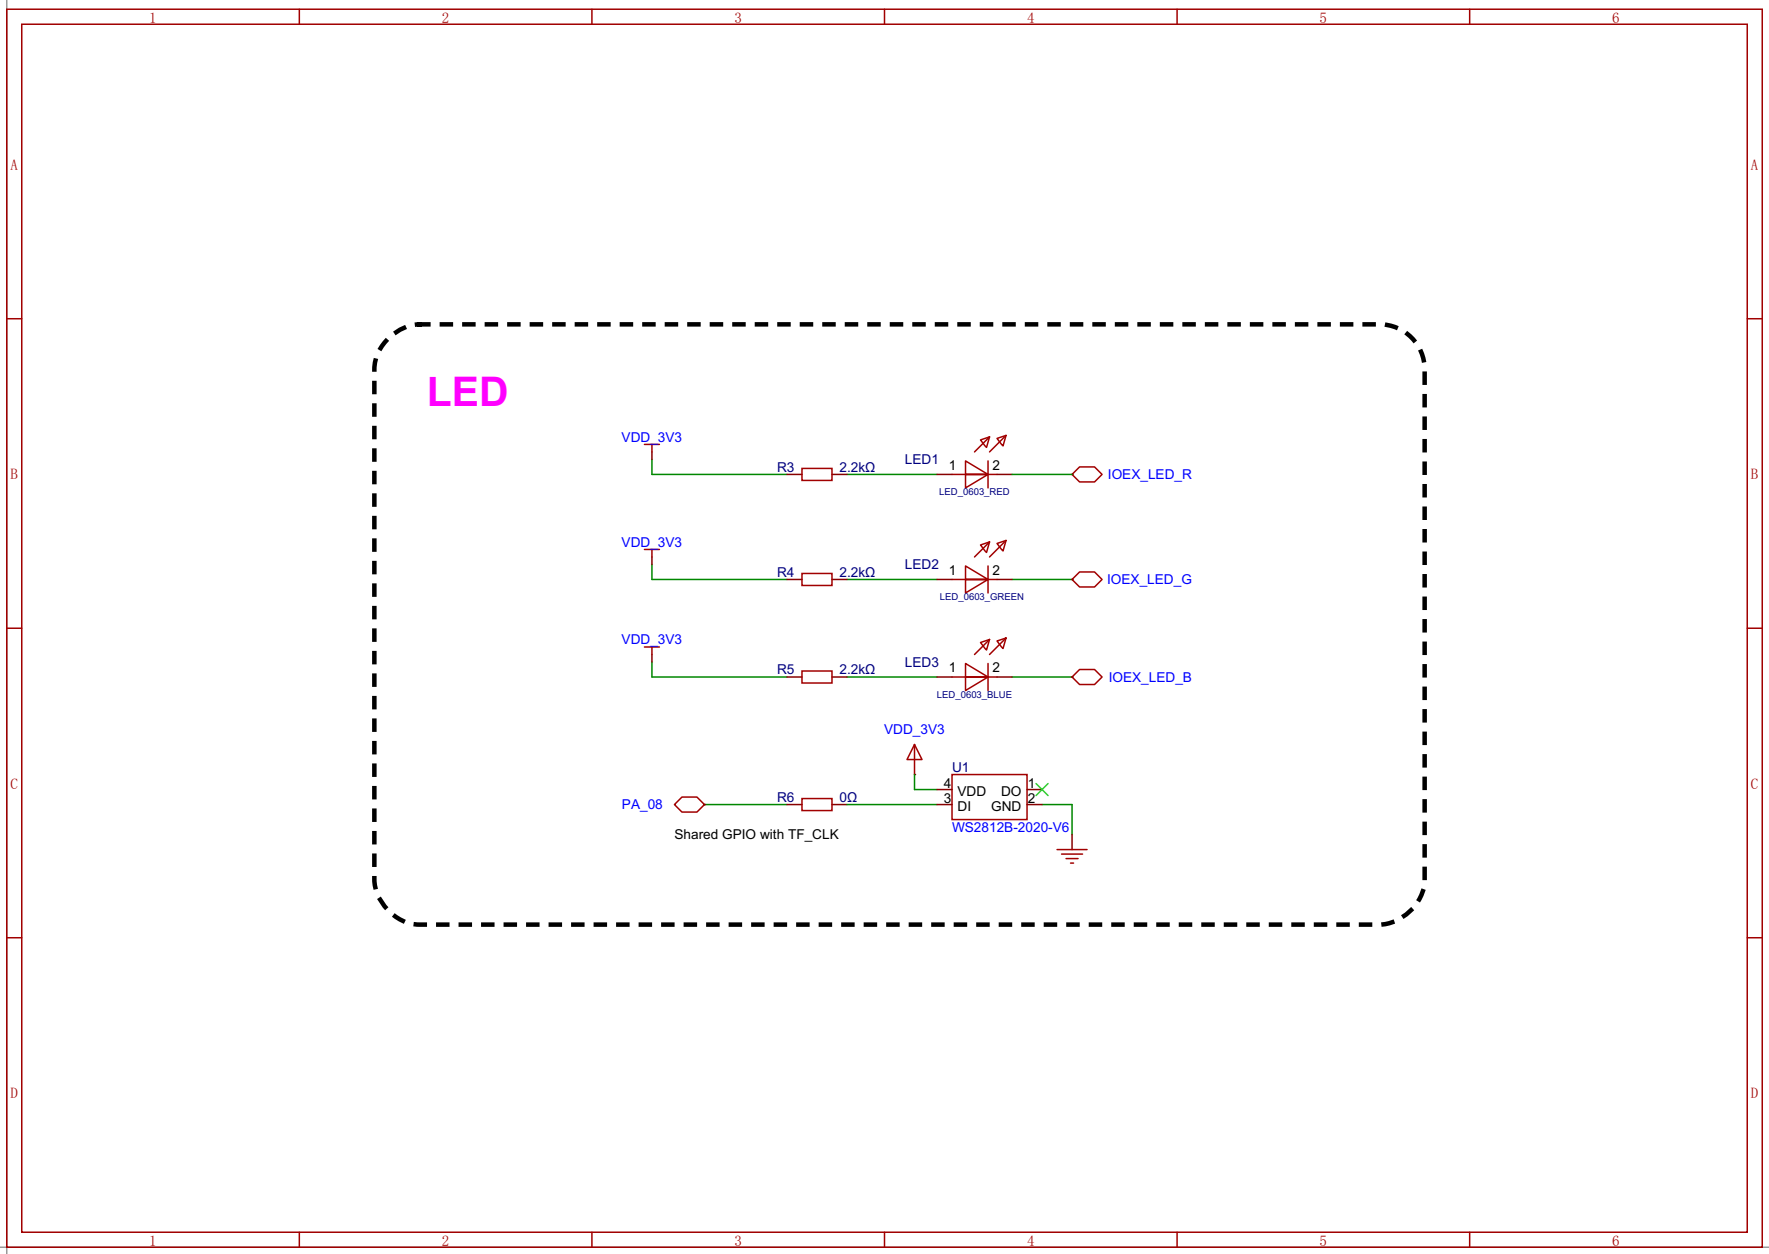 1 2 3 4 5 6
A A
LED
VDD_3V3
R3 2.2kΩ LED1 1 2 IOEX_LED_R
LED_0603_RED
B B
VDD_3V3
R4 2.2kΩ LED2 1 2 IOEX_LED_G
LED_0603_GREEN
VDD_3V3
R5 2.2kΩ LED3 1 2 IOEX_LED_B
LED_0603_BLUE
VDD_3V3
U1
C C
4 VDD DO 1
PA_08 R6 0Ω 3 DI GND 2
WS2812B-2020-V6
Shared GPIO with TF_CLK
D D
1 2 3 4 5 6